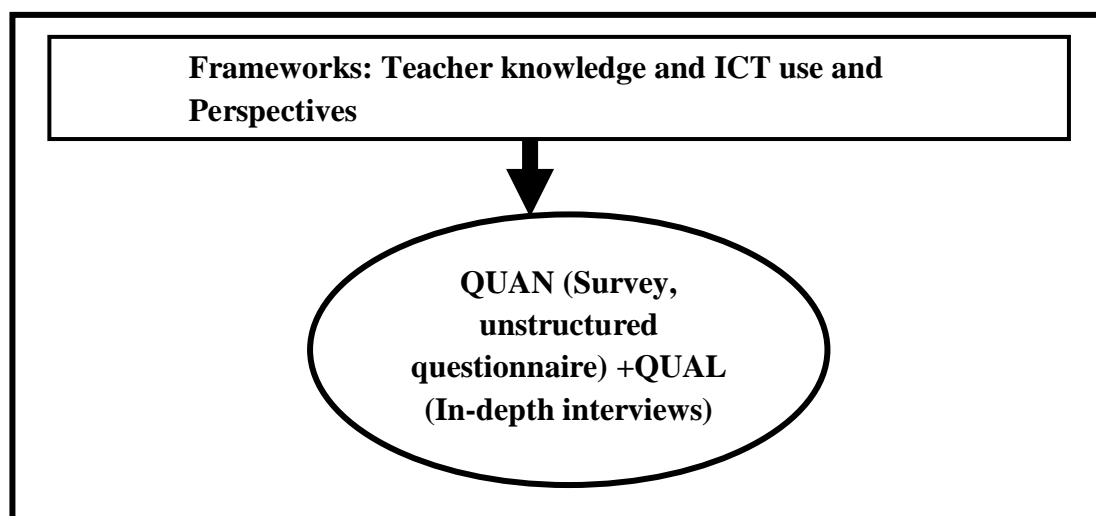 Frameworks: Teacher knowledge and ICT use and
Perspectives
QUAN (Survey,
unstructured
questionnaire) +QUAL
(In-depth interviews)